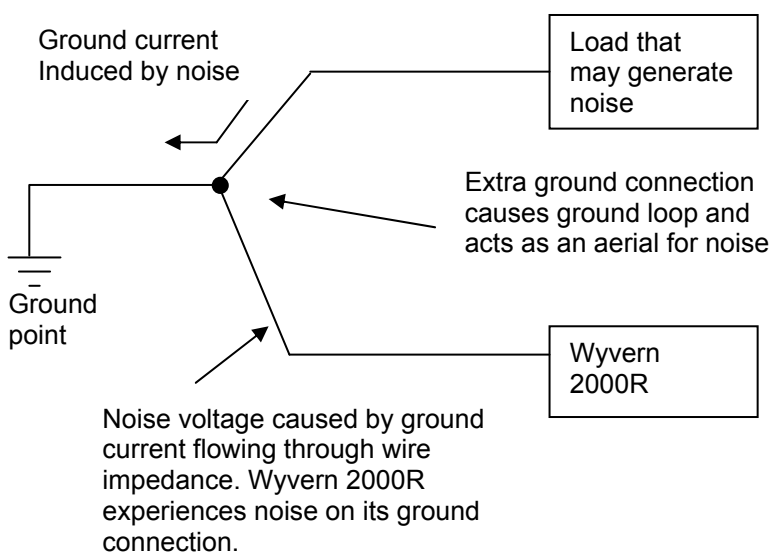 Ground current
Induced by noise
Load that
may generate
noise
Extra ground connection
causes ground loop and
acts as an aerial for noise
Ground
point
Wyvern
2000R
Noise voltage caused by ground
current flowing through wire
impedance. Wyvern 2000R
experiences noise on its ground
connection.